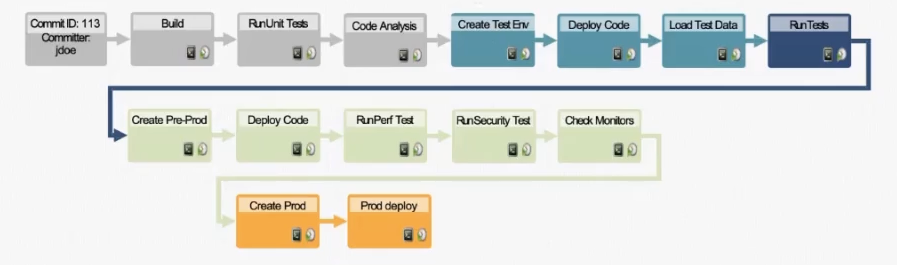 Commit ID: 113
Committer:
jdoe
Build
RunUnit Tests
Code Analysis
Create Test Env
Deploy Code
Load Test Data
RunTests
Create Pre-Prod
Deploy Code
RunPerf Test
RunSecurity Test
Check Monitors
Create Prod
Prod deploy